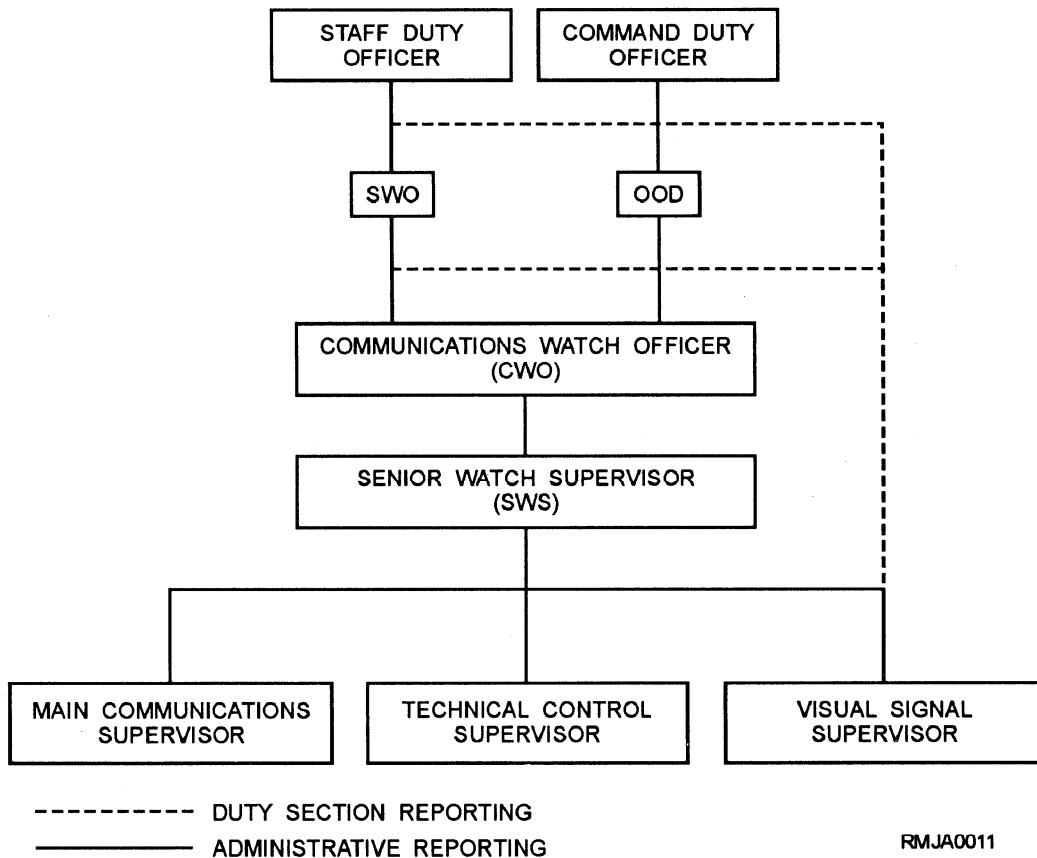 STAFF DUTY
OFFICER
COMMAND DUTY
OFFICER
SWO
OOD
COMMUNICATIONS WATCH OFFICER
(CWO)
SENIOR WATCH SUPERVISOR
(SWS)
MAIN COMMUNICATIONS
SUPERVISOR
TECHNICAL CONTROL
SUPERVISOR
VISUAL SIGNAL
SUPERVISOR
DUTY SECTION REPORTING
ADMINISTRATIVE REPORTING
RMJA0011